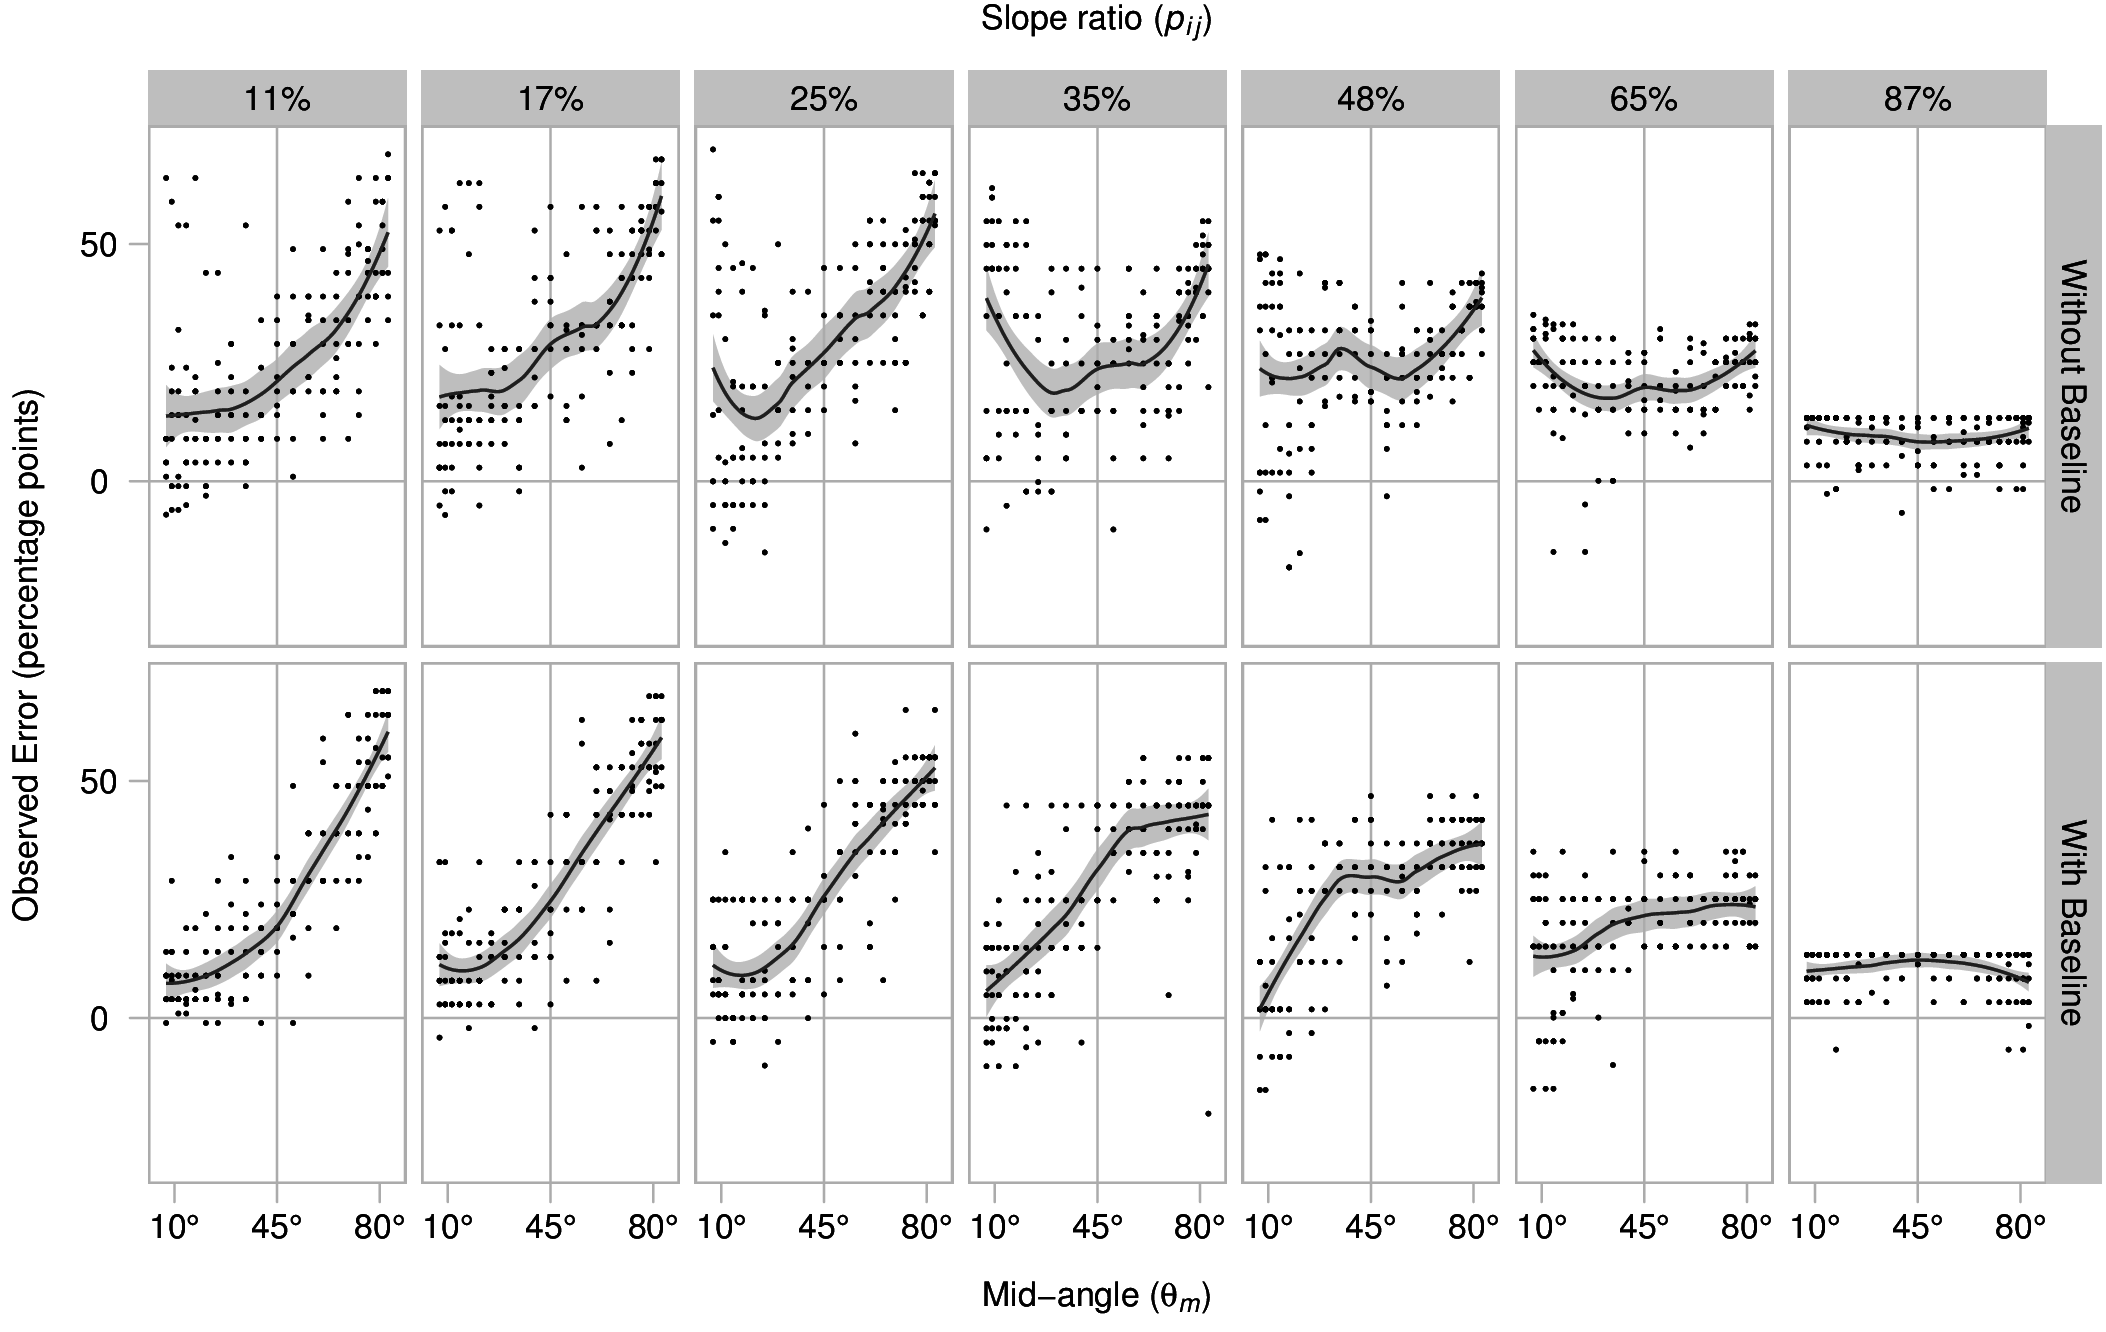 Slope ratio (pij)
11% 17% 25% 35% 48% 65% 87%
50
0
Without Baseline
Observed Error (percentage points)
50
0
With Baseline
10° 45° 80° 10° 45° 80° 10° 45° 80° 10° 45° 80° 10° 45° 80° 10° 45° 80° 10° 45° 80°
Mid−angle (θm)